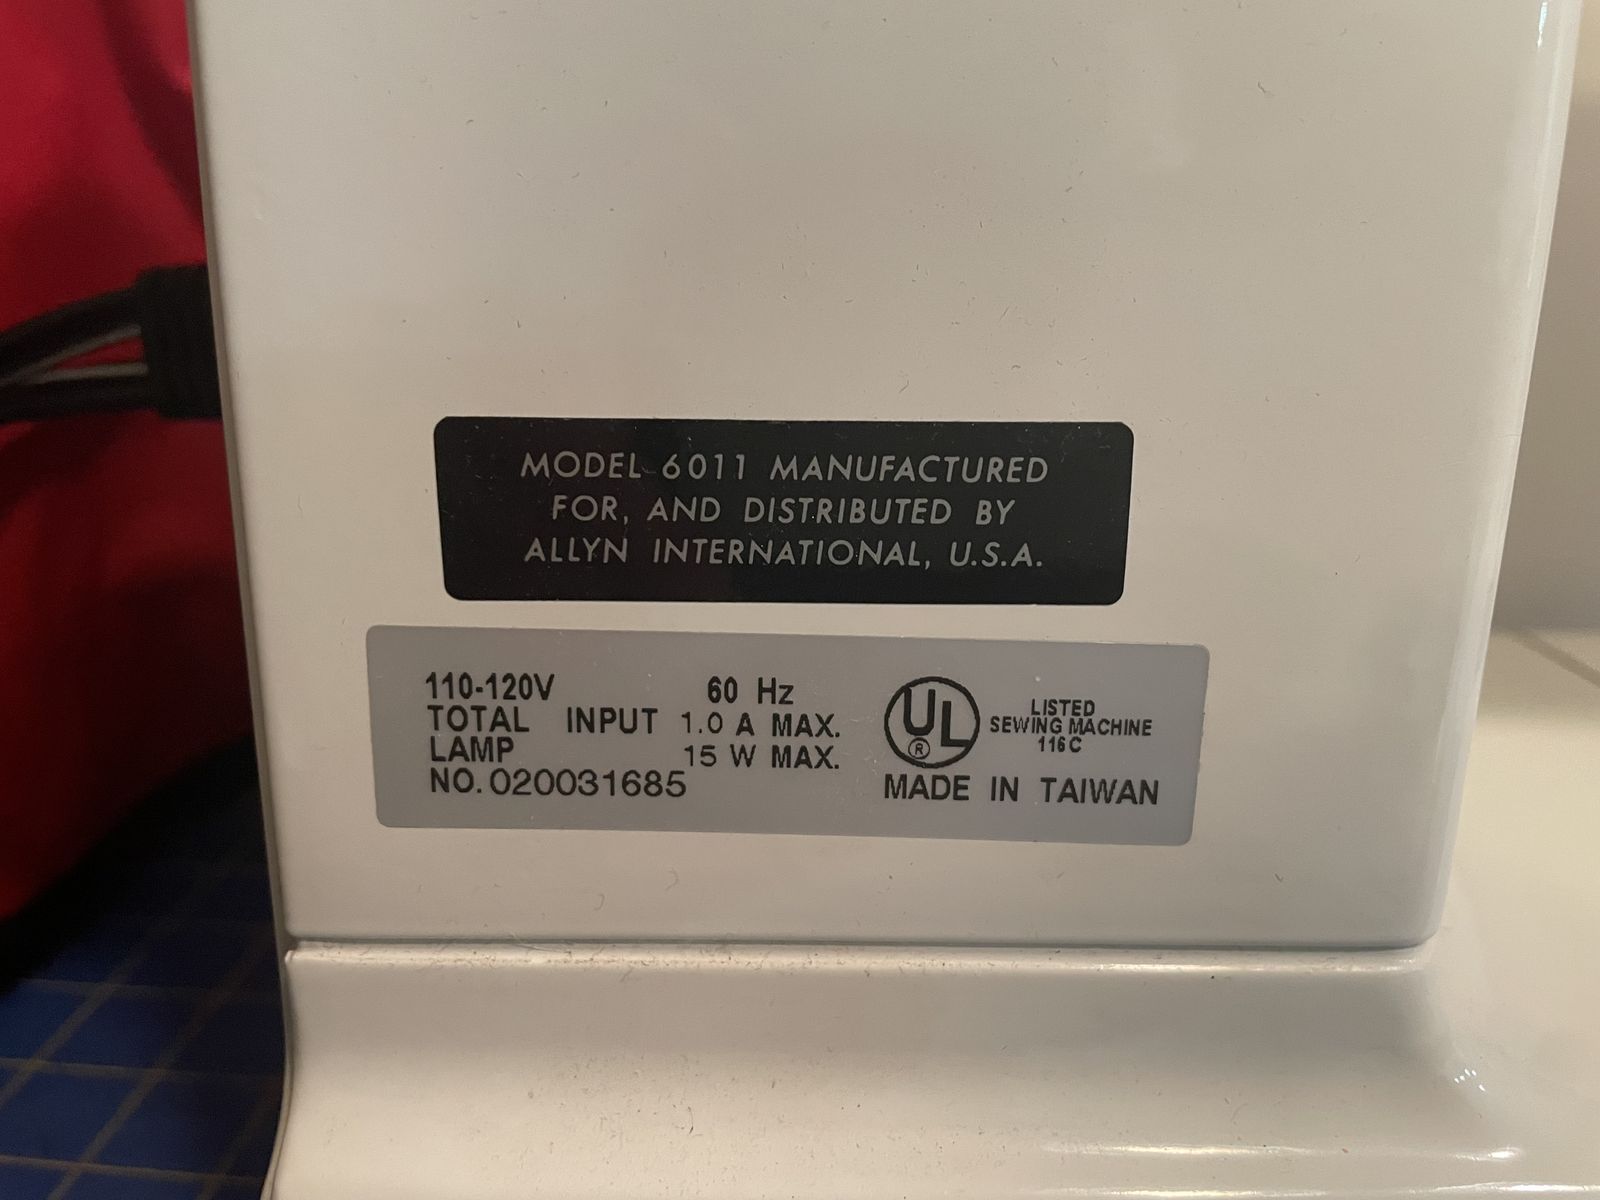 MODEL 6011 MANUFACTURED
FOR, AND DISTRIBUTED BY
ALLYN INTERNATIONAL, U.S.A.
110-120V 60 Hz
TOTAL INPUT 1.0 A MAX.
LAMP 15 W MAX.
NO. 020031685
UL ®
LISTED
SEWING MACHINE
116C
MADE IN TAIWAN